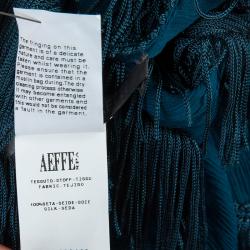 The fringing on this
garment is of a delicate
nature and care must be
taken whilst wearing it.
Please ensure that the
garment is contained in a
muslin bag during the dry
cleaning process otherwise
it may become entangled
with other garments and
this would not be considered
a fault in the garment.
AEFFE
TESSUTO-STOFF-TISSU
FABRIC-TEJIDO
100%SETA-SEIDE-SOIE
SILK-SEDA